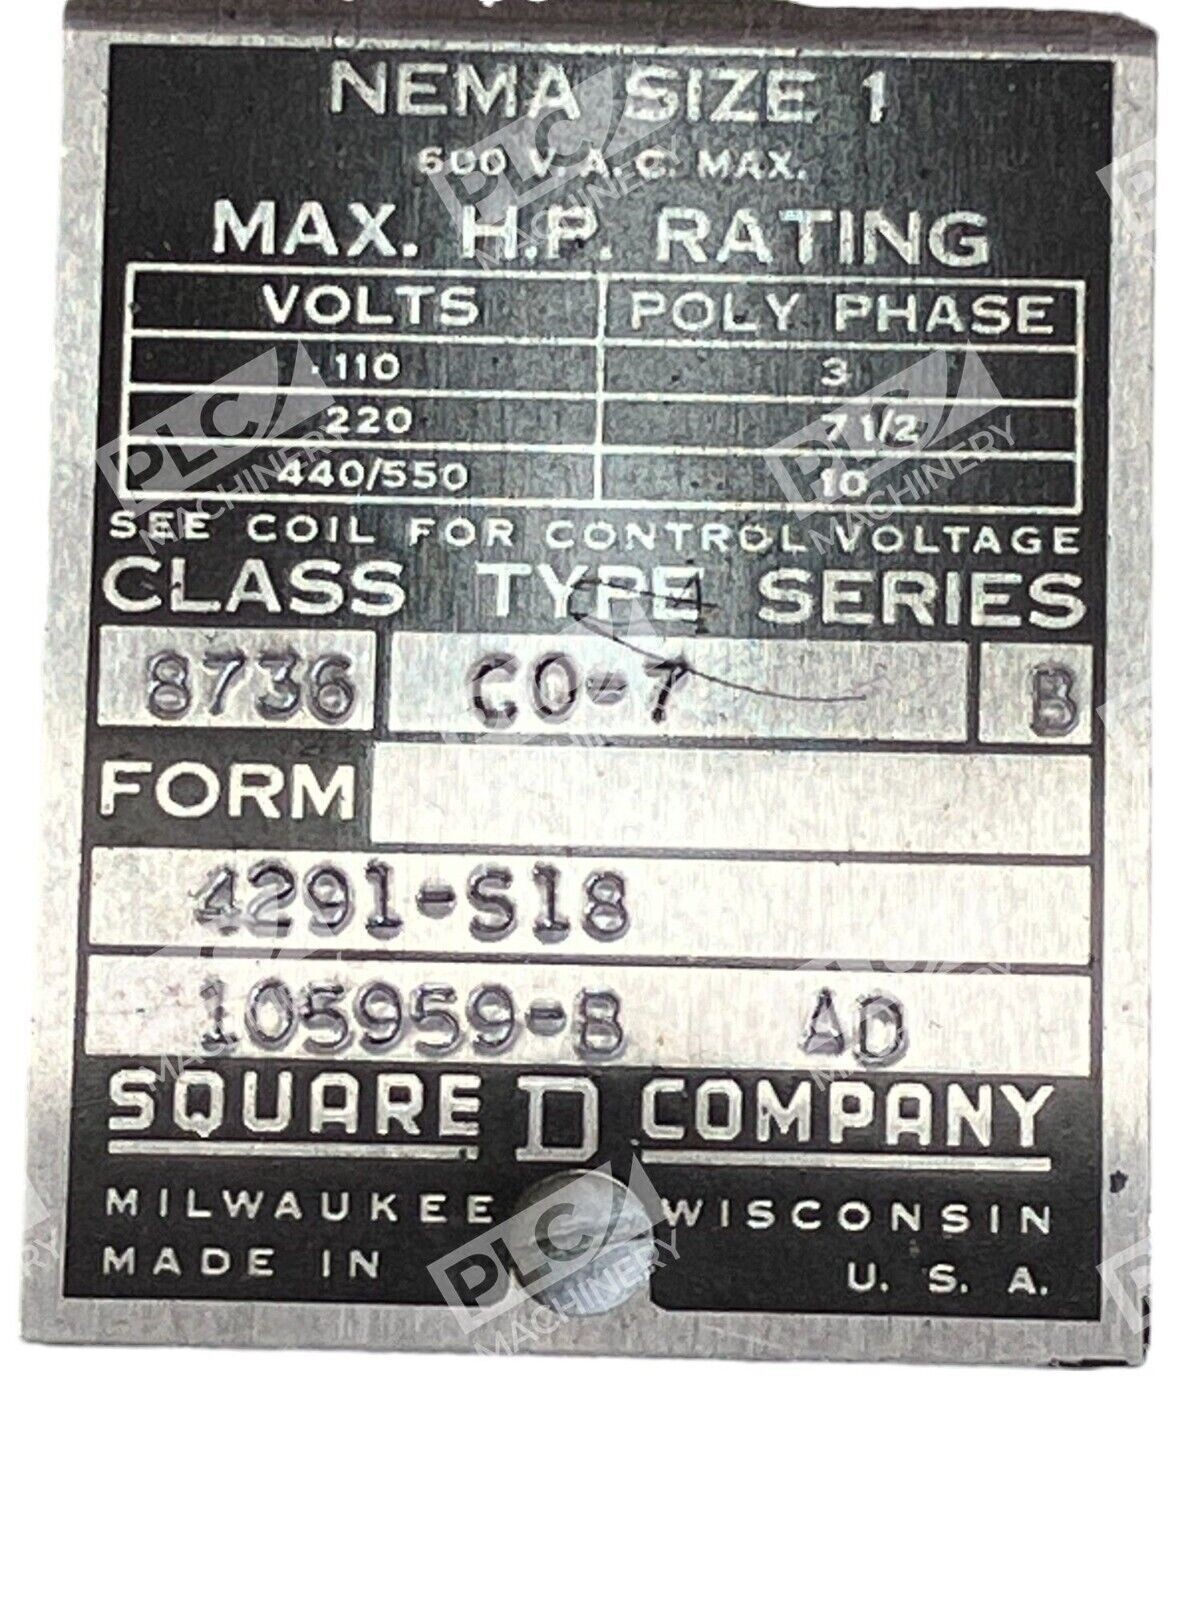 NEMA SIZE 1
600 V. A. C. MAX.
MAX. H.P. RATING
VOLTS POLY PHASE
110 3
220 7 1/2
440/550 10
SEE COIL FOR CONTROL VOLTAGE
CLASS TYPE SERIES
8736 CO-7 B
FORM
4291-S18
105959-B AD
SQUARE D COMPANY
MILWAUKEE WISCONSIN
MADE IN U. S. A.
PLC MACHINERY